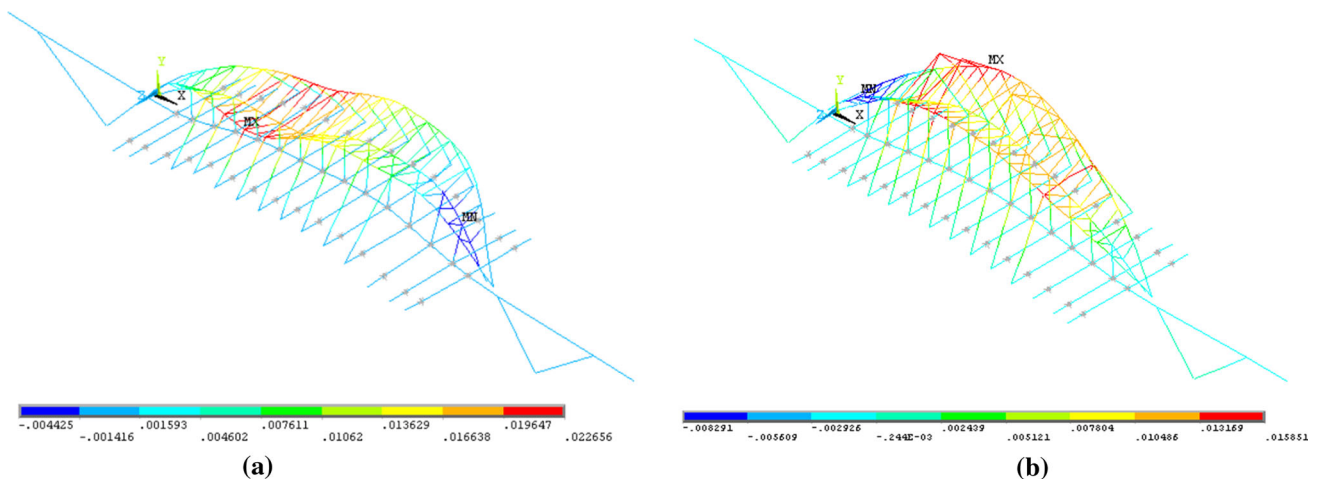 Y
Z
X
MX
MN
-.004425
-.001416
.001593
.004602
.007611
.01062
.013629
.016638
.019647
.022656
(a)
MX
MN
Y
Z
X
-.008291
-.005609
-.002926
-.244E-03
.002439
.005121
.007804
.010486
.013169
.015851
(b)